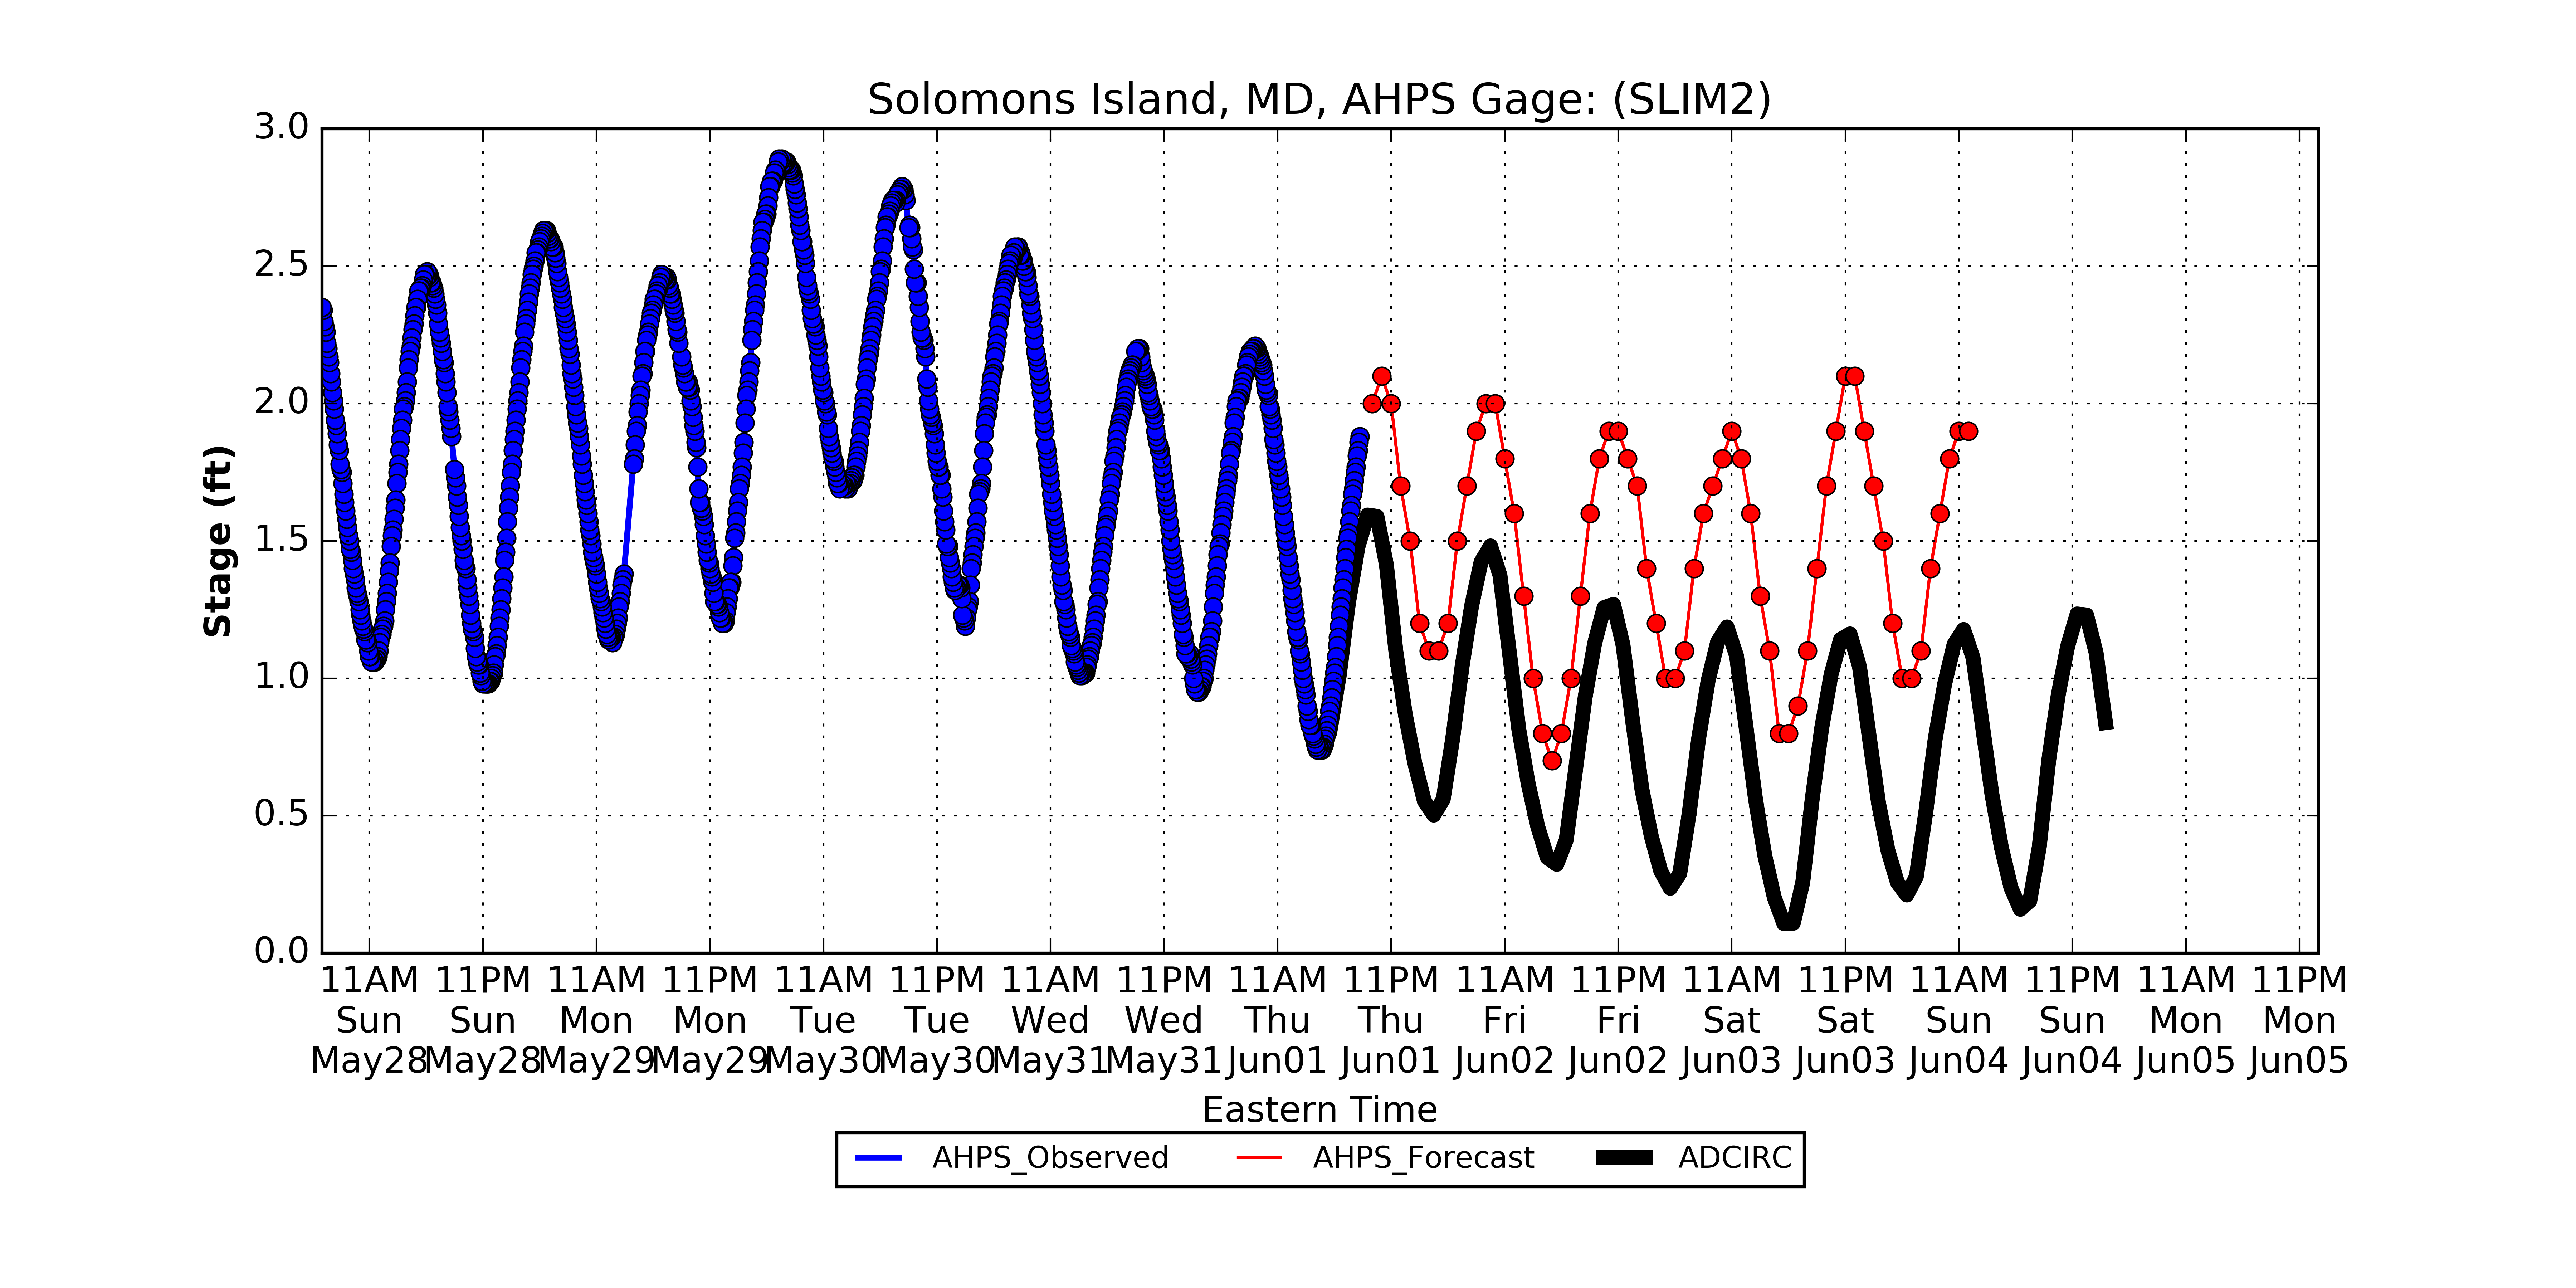 Solomons Island, MD, AHPS Gage: (SLIM2)
Stage (ft)
3.0
2.5
2.0
1.5
1.0
0.5
0.0
11AM 11PM 11AM 11PM 11AM 11PM 11AM 11PM 11AM 11PM 11AM 11PM 11AM 11PM 11AM 11PM 11AM 11PM
Sun Sun Mon Mon Tue Tue Wed Wed Thu Thu Fri Fri Sat Sat Sun Sun Mon Mon
May28 May28 May29 May29 May30 May30 May31 May31 Jun01 Jun01 Jun02 Jun02 Jun03 Jun03 Jun04 Jun04 Jun05 Jun05
Eastern Time
AHPS_Observed AHPS_Forecast ADCIRC